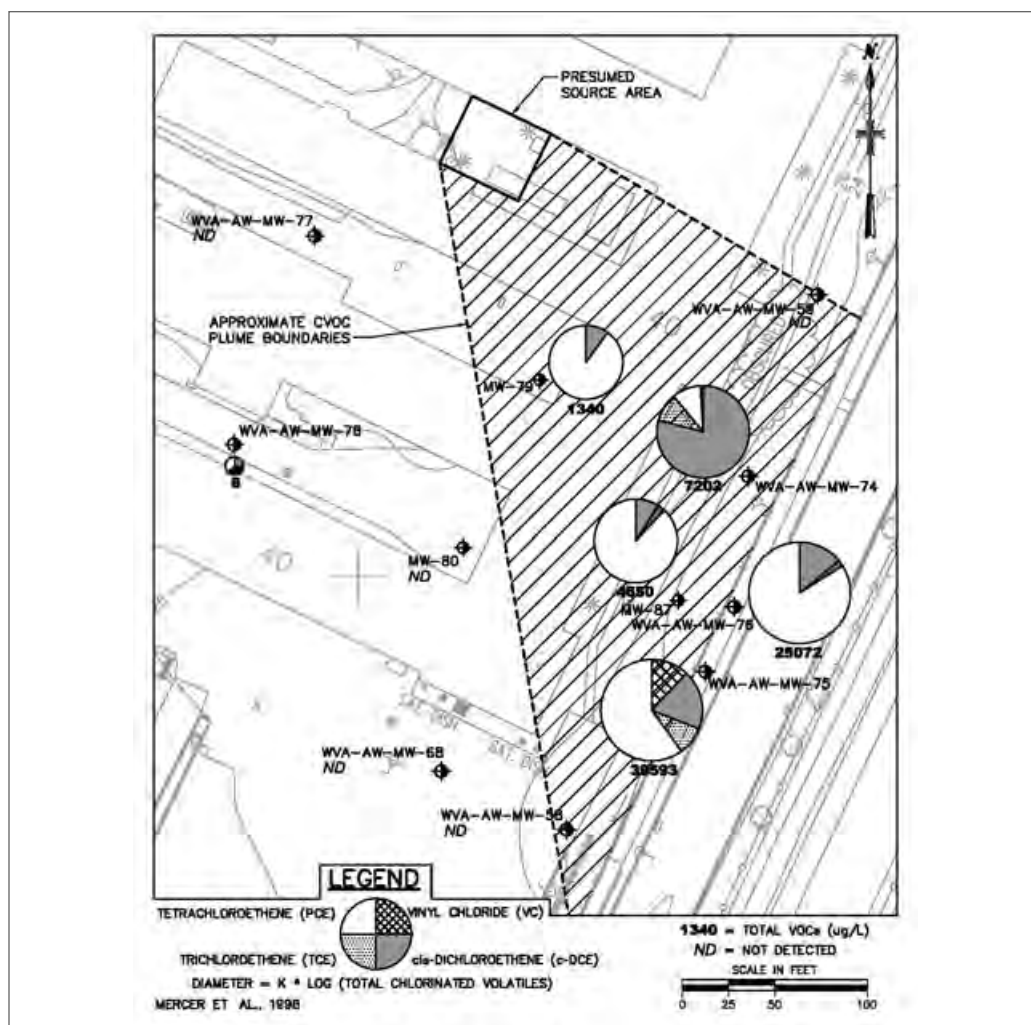 PRESUMED
SOURCE AREA
N.
WVA-AW-MW-77
ND
APPROXIMATE CVOC
PLUME BOUNDARIES
WVA-AW-MW-59
ND
40
MW-79
1340
WVA-AW-MW-78
8
7202
WVA-AW-MW-74
MW-80
ND
40
4650
MW-87
WVA-AW-MW-76
25072
WVA-AW-MW-75
39593
WVA-AW-MW-68
ND
WVA-AW-MW-58
ND
LEGEND
TETRACHLOROETHENE (PCE)
VINYL CHLORIDE (VC)
TRICHLOROETHENE (TCE)
cis-DICHLOROETHENE (c-DCE)
DIAMETER = K * LOG (TOTAL CHLORINATED VOLATILES)
MERCER ET AL., 1998
1340 = TOTAL VOCs (ug/L)
ND = NOT DETECTED
SCALE IN FEET
0 25 50 100